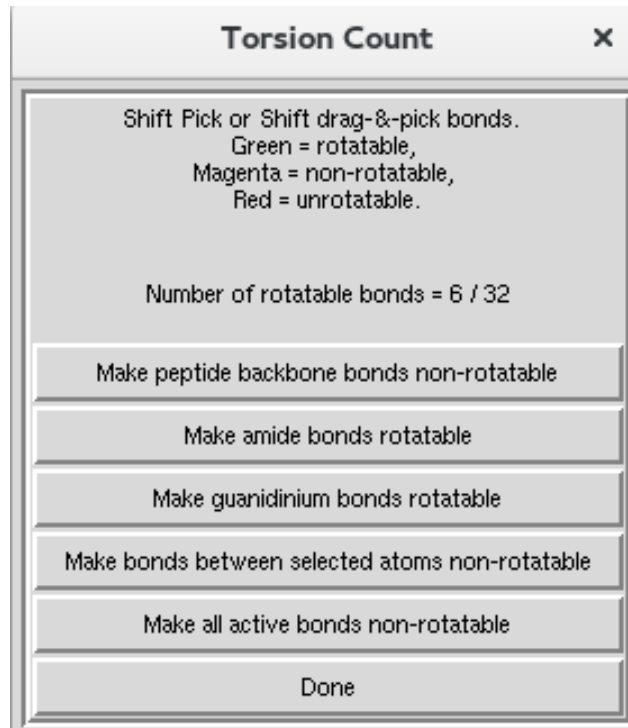 Torsion Count
Shift Pick or Shift drag-&-pick bonds.
Green = rotatable,
Magenta = non-rotatable,
Red = unrotatable.
Number of rotatable bonds = 6 / 32
Make peptide backbone bonds non-rotatable
Make amide bonds rotatable
Make guanidinium bonds rotatable
Make bonds between selected atoms non-rotatable
Make all active bonds non-rotatable
Done